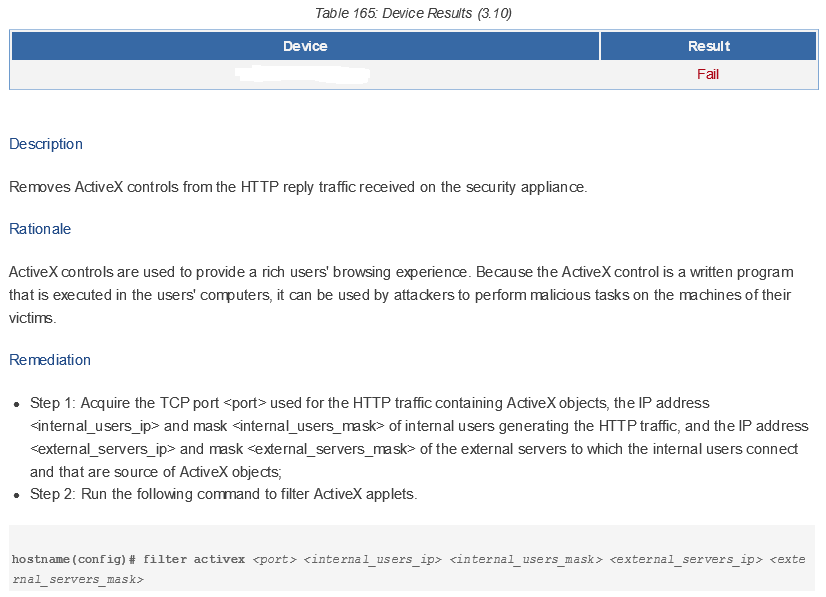 Table 165: Device Results (3.10)
Device Result
Fail
Description
Removes ActiveX controls from the HTTP reply traffic received on the security appliance.
Rationale
ActiveX controls are used to provide a rich users' browsing experience. Because the ActiveX control is a written program
that is executed in the users' computers, it can be used by attackers to perform malicious tasks on the machines of their
victims.
Remediation
• Step 1: Acquire the TCP port <port> used for the HTTP traffic containing ActiveX objects, the IP address
<internal_users_ip> and mask <internal_users_mask> of internal users generating the HTTP traffic, and the IP address
<external_servers_ip> and mask <external_servers_mask> of the external servers to which the internal users connect
and that are source of ActiveX objects;
• Step 2: Run the following command to filter ActiveX applets.
hostname(config)# filter activex <port> <internal_users_ip> <internal_users_mask> <external_servers_ip> <exte
rnal_servers_mask>